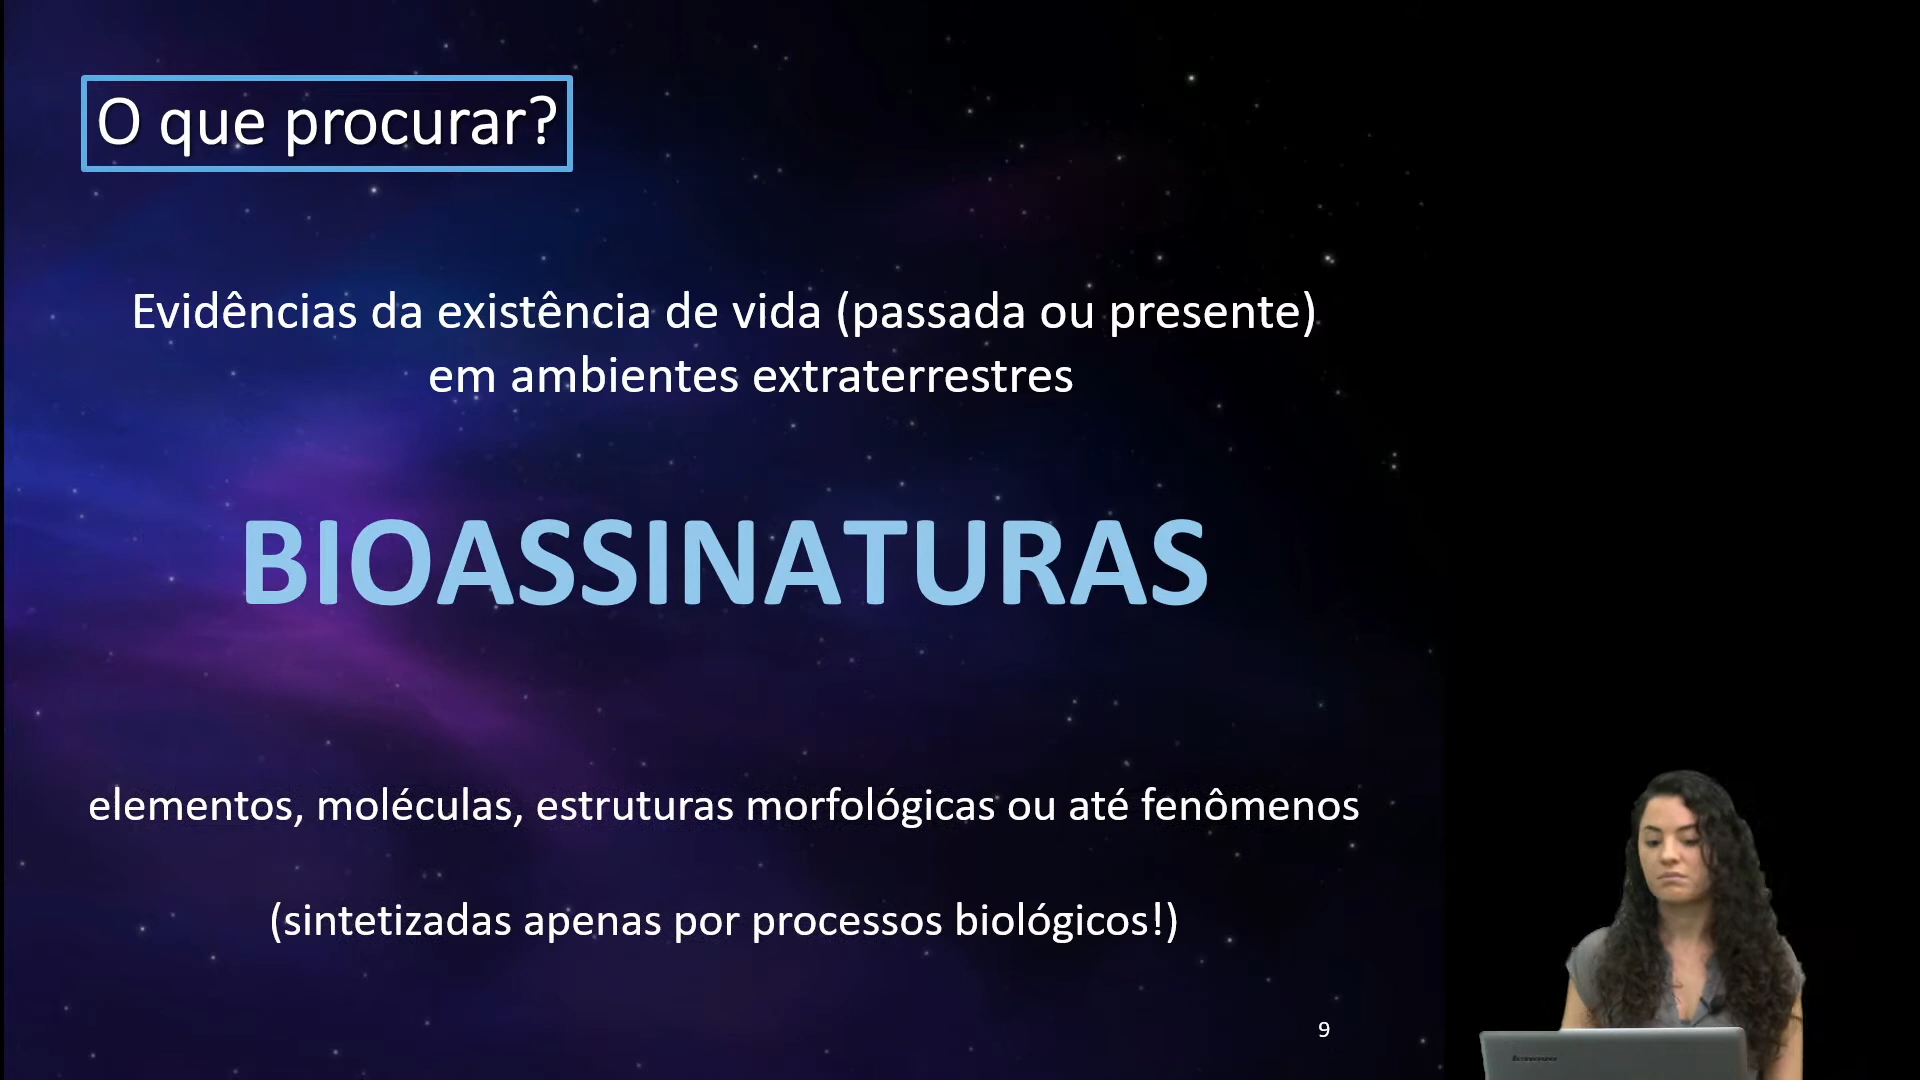 O que procurar?
Evidências da existência de vida (passada ou presente)
em ambientes extraterrestres
BIOASSINATURAS
elementos, moléculas, estruturas morfológicas ou até fenômenos
(sintetizadas apenas por processos biológicos!)
9
lenovo